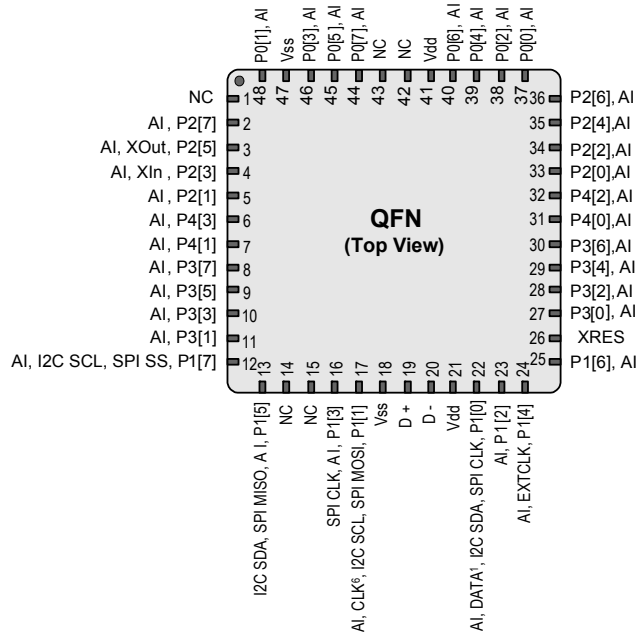 P0[1], AI
Vss
P0[3], AI
P0[5], AI
P0[7], AI
NC
NC
Vdd
P0[6], AI
P0[4], AI
P0[2], AI
P0[0], AI
48
47
46
45
44
43
42
41
40
39
38
37
NC 1
AI , P2[7] 2
AI, XOut, P2[5] 3
AI, XIn , P2[3] 4
AI , P2[1] 5
AI, P4[3] 6
AI, P4[1] 7
AI, P3[7] 8
AI, P3[5] 9
AI, P3[3] 10
AI, P3[1] 11
AI, I2C SCL, SPI SS, P1[7] 12
QFN
(Top View)
36 P2[6], AI
35 P2[4], AI
34 P2[2],AI
33 P2[0],AI
32 P4[2], AI
31 P4[0],AI
30 P3[6],AI
29 P3[4], AI
28 P3[2],AI
27 P3[0], AI
26 XRES
25 P1[6], AI
13
14
15
16
17
18
19
20
21
22
23
24
I2C SDA, SPI MISO, A I, P1[5]
NC
NC
SPI CLK, A I, P1[3]
AI, CLK⁶, I2C SCL, SPI MOSI, P1[1]
Vss
D +
D -
Vdd
AI, DATA¹, I2C SDA, SPI CLK, P1[0]
AI, P1[2]
AI, EXTCLK, P1[4]